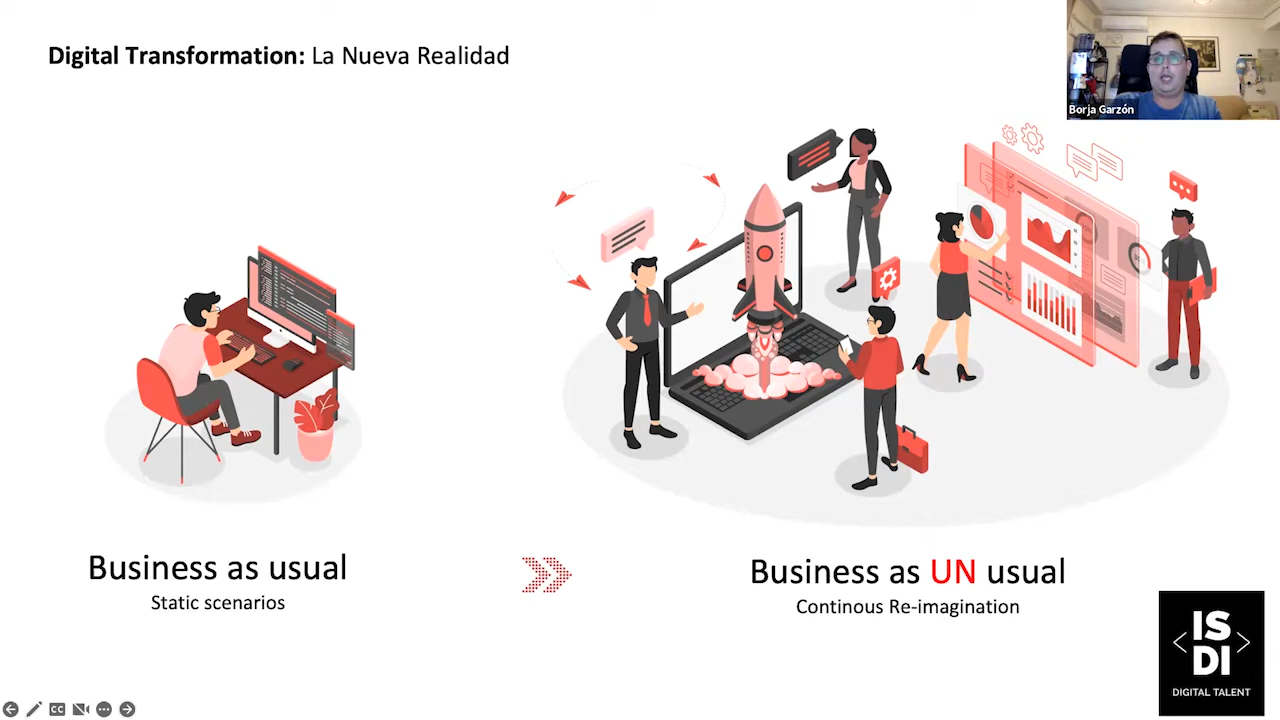 Digital Transformation: La Nueva Realidad
Borja Garzón
Business as usual
Static scenarios
Business as UN usual
Continous Re-imagination
IS
DI
DIGITAL TALENT
CC